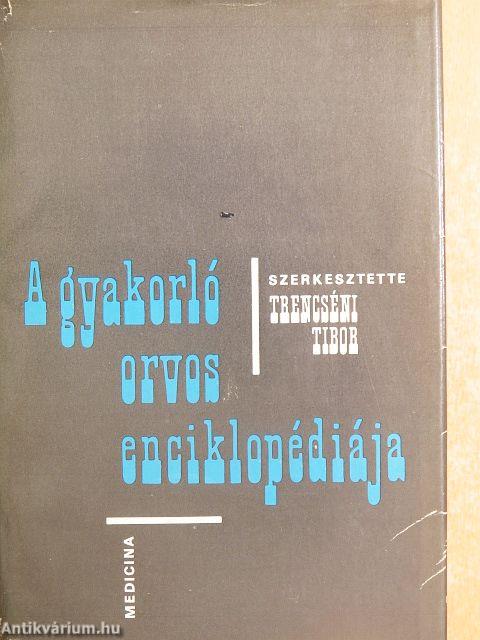 A gyakorló
orvos
enciklopédiája
SZERKESZTETTE
TRENCSÉNI
TIBOR
MEDICINA
Antikvárium.hu